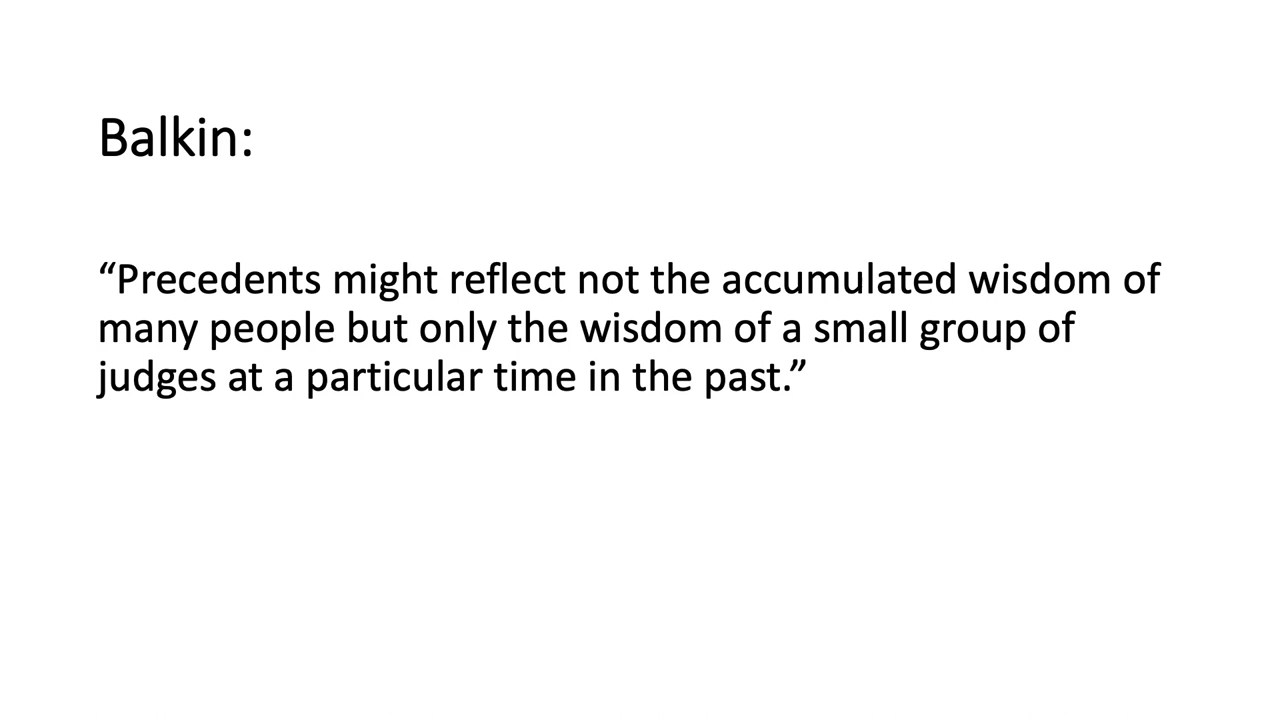 Balkin:
“Precedents might reflect not the accumulated wisdom of
many people but only the wisdom of a small group of
judges at a particular time in the past.”